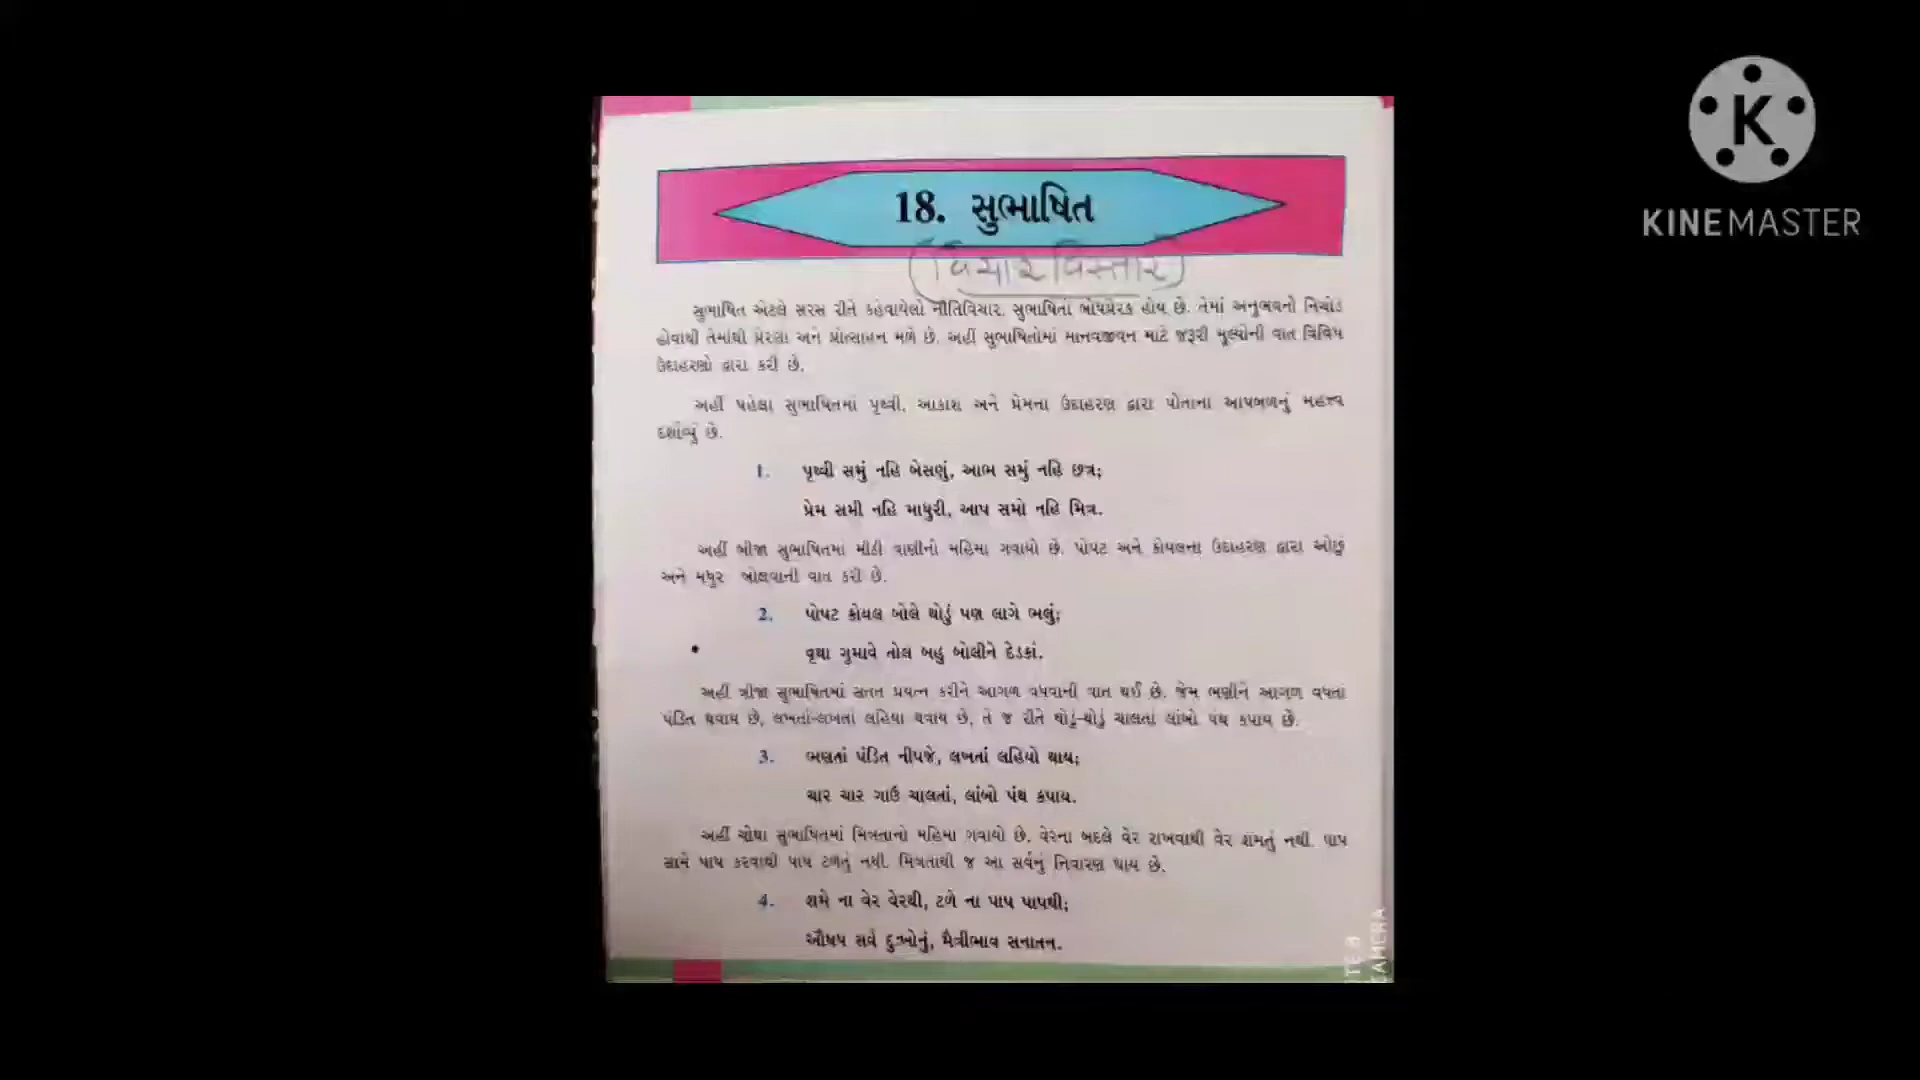 18. સુભાષિત
(વિચાર વિસ્તાર)
સુભાષિત એટલે સરસ રીતે કહેવાયેલો નીતિવિચાર. સુભાષિતો બોધપ્રેરક હોય છે. તેમાં અનુભવનો નિચોડ
હોવાથી તેમાંથી પ્રેરણા અને પ્રોત્સાહન મળે છે. અહીં સુભાષિતોમાં માનવજીવન માટે જરૂરી મૂલ્યોની વાત વિવિધ
ઉદાહરણો દ્વારા કરી છે.
અહીં પહેલા સુભાષિતમાં પૃથ્વી, આકાશ અને પ્રેમના ઉદાહરણ દ્વારા પોતાના આપબળનું મહત્ત્વ
દર્શાવ્યું છે.
1. પૃથ્વી સમું નહિ બેસણું, આભ સમું નહિ છત્ર;
પ્રેમ સમી નહિ માધુરી, આપ સમો નહિ મિત્ર.
અહીં બીજા સુભાષિતમાં મીઠી વાણીનો મહિમા ગવાયો છે. પોપટ અને કોયલના ઉદાહરણ દ્વારા ઓછું
અને મધુર બોલવાની વાત કરી છે.
2. પોપટ કોયલ બોલે થોડું પણ લાગે ભલું;
વૃથા ગુમાવે તોલ બહુ બોલીને દેડકાં.
અહીં ત્રીજા સુભાષિતમાં સતત પ્રયત્ન કરીને આગળ વધવાની વાત થઈ છે. જેમ ભણીને આગળ વધતાં
પંડિત થવાય છે, લખતાં-લખતાં લહિયા થવાય છે, તે જ રીતે થોડું-થોડું ચાલતાં લાંબો પંથ કપાય છે.
3. ભણતાં પંડિત નીપજે, લખતાં લહિયો થાય;
ચાર ચાર ગાઉ ચાલતાં, લાંબો પંથ કપાય.
અહીં ચોથા સુભાષિતમાં મિત્રતાનો મહિમા ગવાયો છે. વેરના બદલે વેર રાખવાથી વેર શમતું નથી. પાપ
સામે પાપ કરવાથી પાપ ટળતું નથી. મિત્રતાથી જ આ સર્વનું નિવારણ થાય છે.
4. શમે ના વેર વેરથી, ટળે ના પાપ પાપથી;
ઔષધ સર્વ દુઃખોનું, મૈત્રીભાવ સનાતન.
K
KINEMASTER
CAMERA